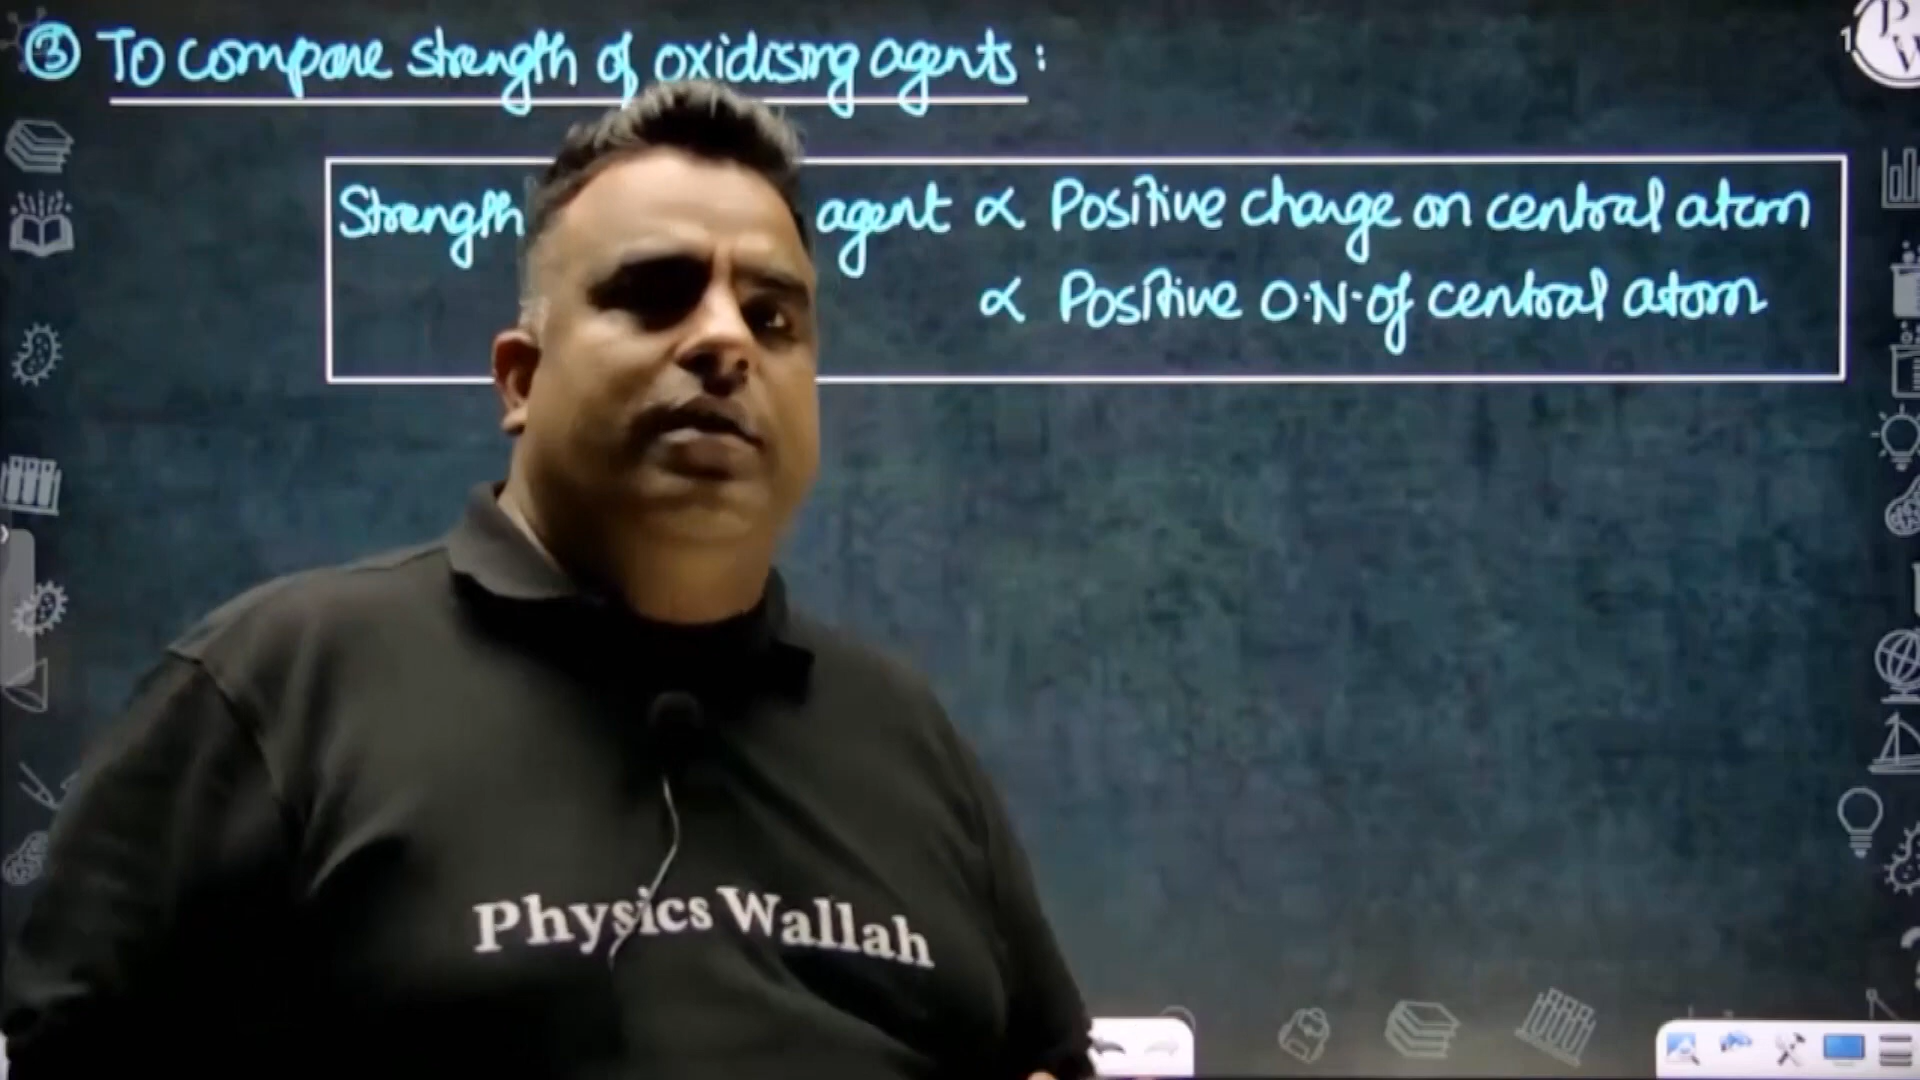 ③ To compare strength of oxidising agents :
Strength agent ∝ Positive charge on central atom
∝ Positive O.N. of central atom
Physics Wallah
P
W
1